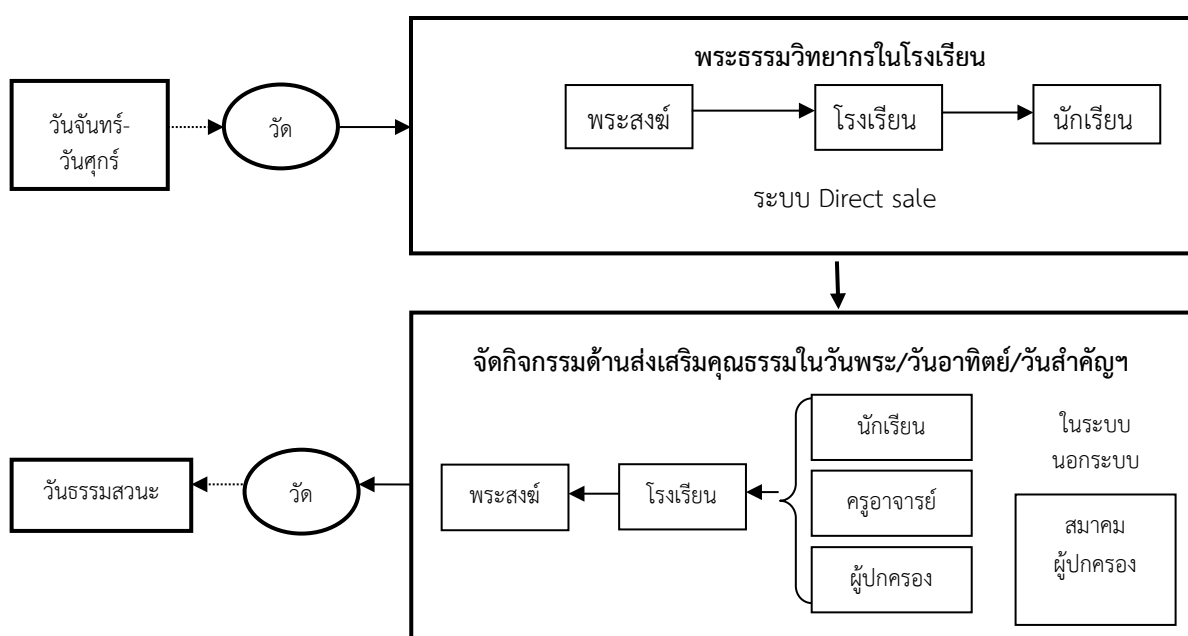 พระธรรมวิทยากรในโรงเรียน
วันจันทร์-
วันศุกร์
วัด
พระสงฆ์
โรงเรียน
นักเรียน
ระบบ Direct sale
จัดกิจกรรมด้านส่งเสริมคุณธรรมในวันพระ/วันอาทิตย์/วันสำคัญฯ
วันธรรมสวนะ
วัด
พระสงฆ์
โรงเรียน
นักเรียน
ครูอาจารย์
ผู้ปกครอง
ในระบบ
นอกระบบ
สมาคม
ผู้ปกครอง